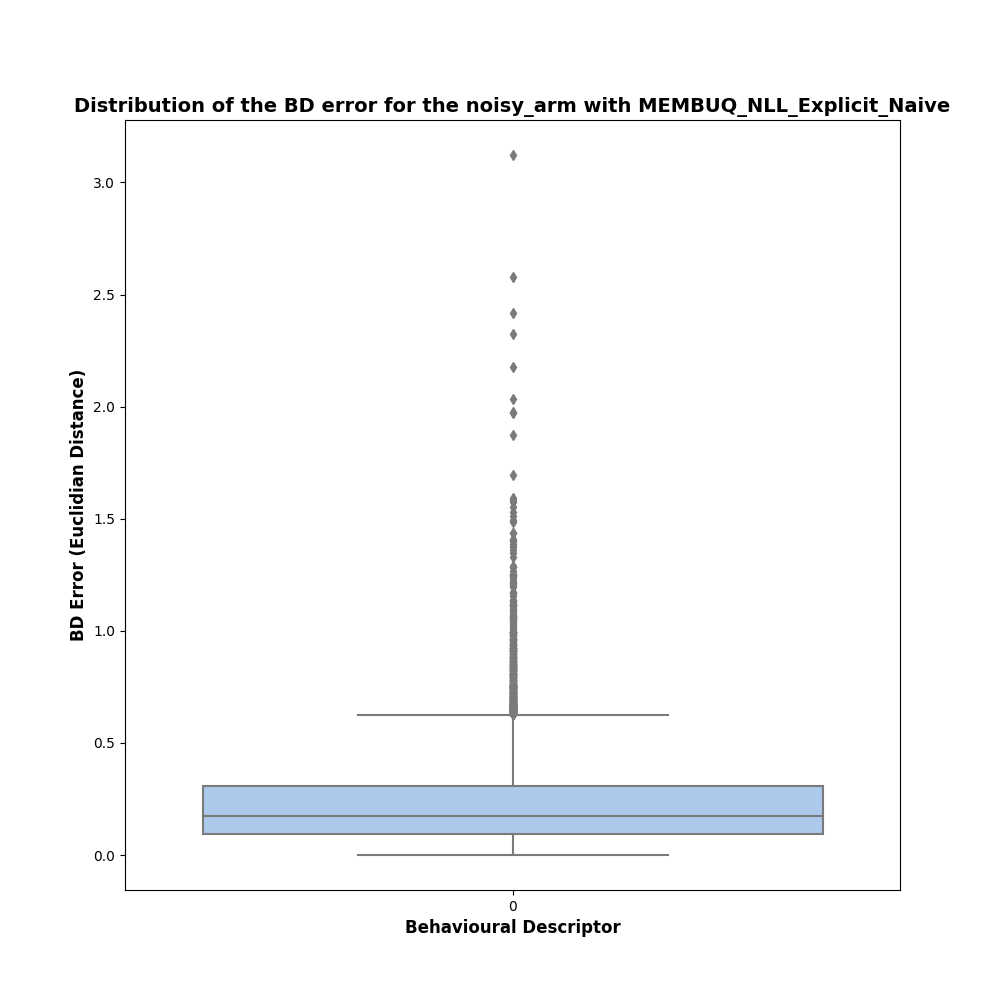 Distribution of the BD error for the noisy_arm with MEMBUQ_NLL_Explicit_Naive
3.0
2.5
2.0
1.5
1.0
0.5
0.0
BD Error (Euclidian Distance)
0
Behavioural Descriptor